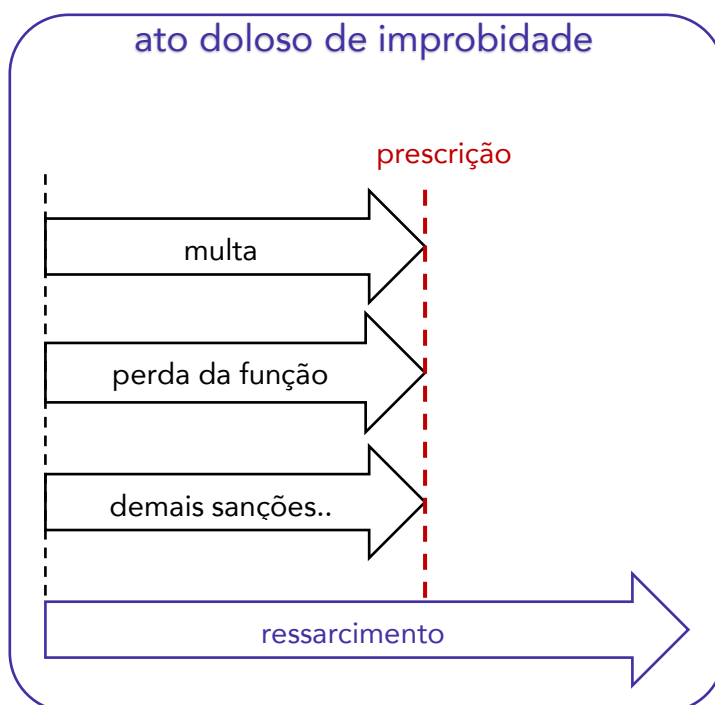 ato doloso de improbidade
prescrição
multa
perda da função
demais sanções..
ressarcimento